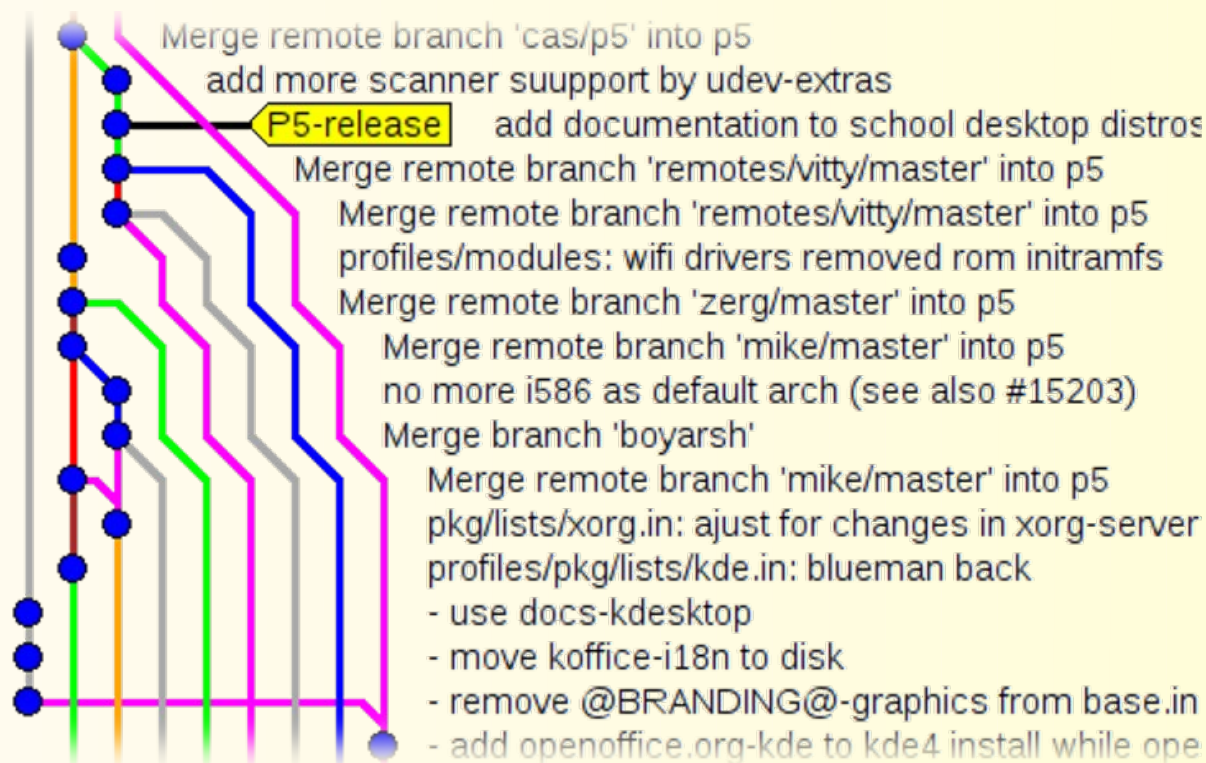 Merge remote branch 'cas/p5' into p5
add more scanner suupport by udev-extras
P5-release add documentation to school desktop distros
Merge remote branch 'remotes/vitty/master' into p5
Merge remote branch 'remotes/vitty/master' into p5
profiles/modules: wifi drivers removed rom initramfs
Merge remote branch 'zerg/master' into p5
Merge remote branch 'mike/master' into p5
no more i586 as default arch (see also #15203)
Merge branch 'boyarsh'
Merge remote branch 'mike/master' into p5
pkg/lists/xorg.in: ajust for changes in xorg-server
profiles/pkg/lists/kde.in: blueman back
- use docs-kdesktop
- move koffice-i18n to disk
- remove @BRANDING@-graphics from base.in
- add openoffice.org-kde to kde4 install while ope